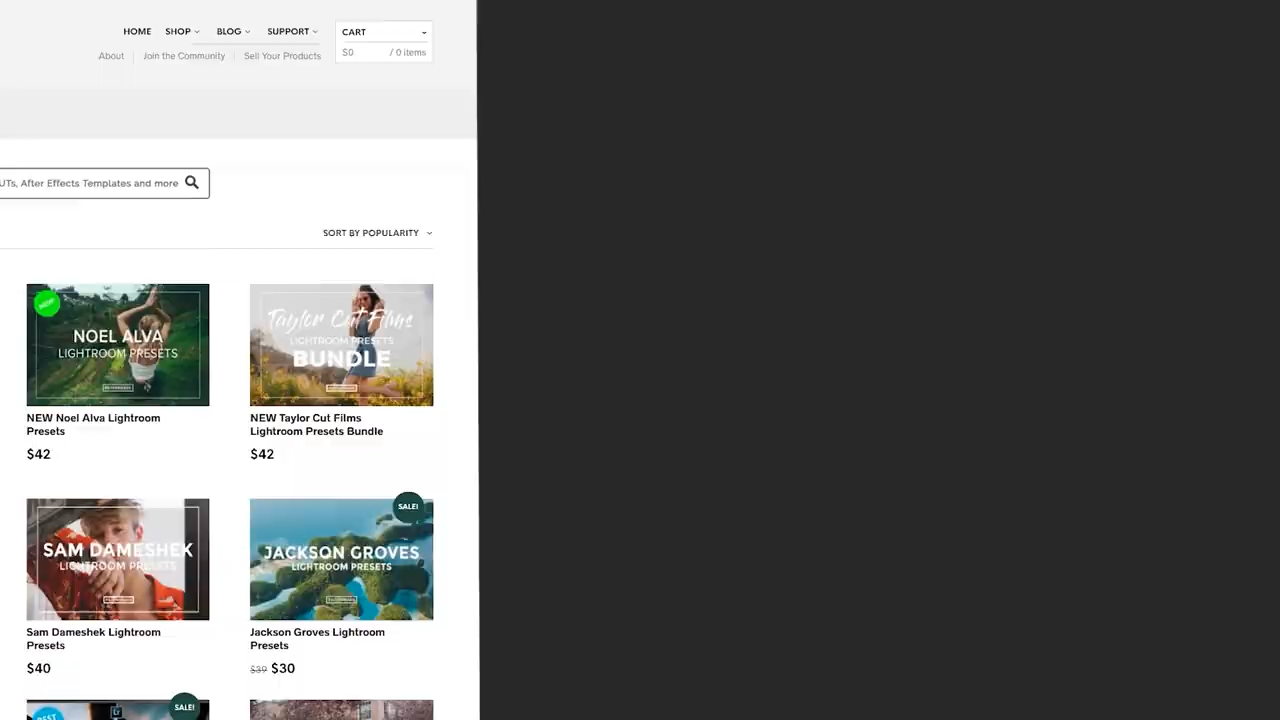 HOME SHOP BLOG SUPPORT
CART
$0 / 0 items
About Join the Community Sell Your Products
UTs, After Effects Templates and more
SORT BY POPULARITY
NEW!
NOEL ALVA
LIGHTROOM PRESETS
Taylor Cut Films
LIGHTROOM PRESETS
BUNDLE
NEW Noel Alva Lightroom
Presets
$42
NEW Taylor Cut Films
Lightroom Presets Bundle
$42
SAM DAMESHEK
LIGHTROOM PRESETS
SALE!
JACKSON GROVES
LIGHTROOM PRESETS
Sam Dameshek Lightroom
Presets
$40
Jackson Groves Lightroom
Presets
$39 $30
BEST
SALE!